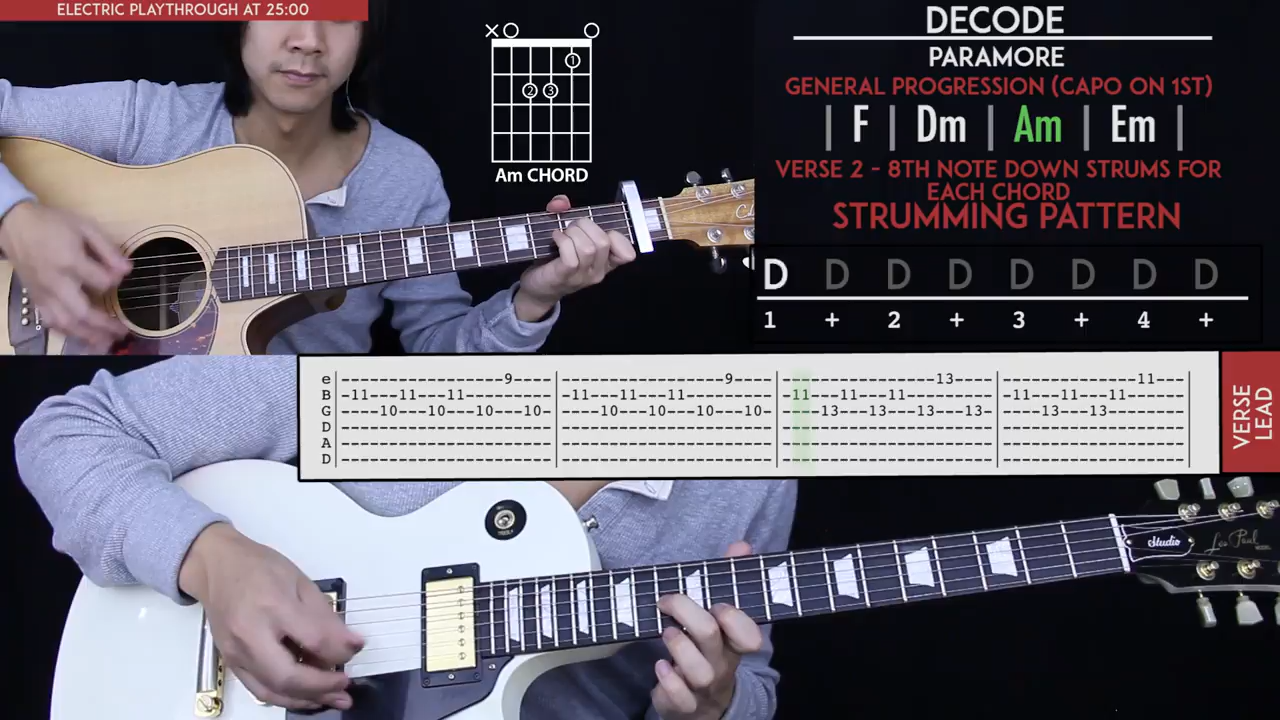 ELECTRIC PLAYTHROUGH AT 25:00
Am CHORD
DECODE
PARAMORE
GENERAL PROGRESSION (CAPO ON 1ST)
| F | Dm | Am | Em |
VERSE 2 - 8TH NOTE DOWN STRUMS FOR
EACH CHORD
STRUMMING PATTERN
D D D D D D D D
1 + 2 + 3 + 4 +
e|-----------------9----|-----------------9----|----------------13----|----------------11----|
B|-11---11---11---------|-11---11---11---------|-11---11---11---------|-11---11---11---------|
G|----10---10---10---10-|----10---10---10---10-|---13---13---13---13--|---13---13------------|
D|----------------------|----------------------|----------------------|----------------------|
A|----------------------|----------------------|----------------------|----------------------|
D|----------------------|----------------------|----------------------|----------------------|
VERSE
LEAD
Studio
Les Paul